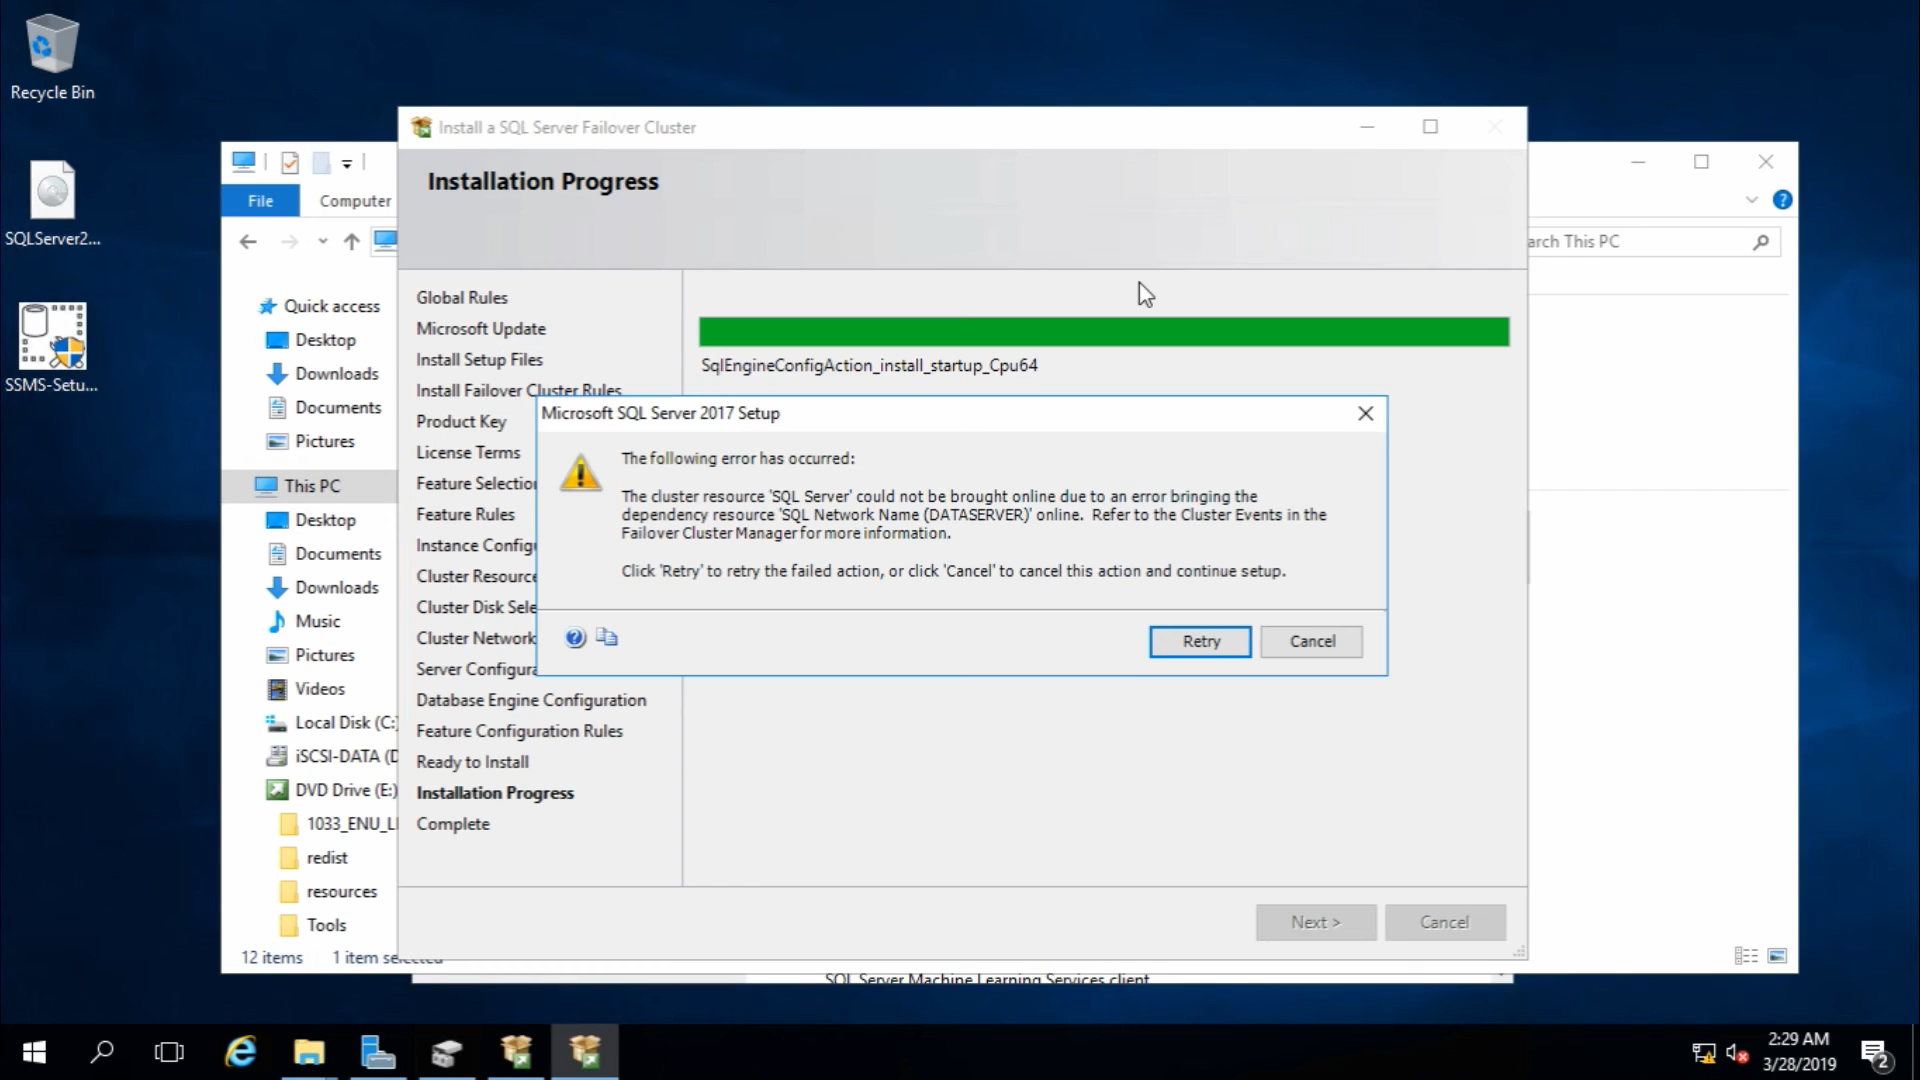 Recycle Bin
SQLServer2...
SSMS-Setu...
File
Computer
arch This PC
Quick access
Desktop
Downloads
Documents
Pictures
This PC
Desktop
Documents
Downloads
Music
Pictures
Videos
Local Disk (C:)
iSCSI-DATA (D
DVD Drive (E:)
1033_ENU_LI
redist
resources
Tools
12 items
1 item selected
Install a SQL Server Failover Cluster
Installation Progress
Global Rules
Microsoft Update
Install Setup Files
Install Failover Cluster Rules
Product Key
License Terms
Feature Selection
Feature Rules
Instance Configu
Cluster Resource
Cluster Disk Sele
Cluster Network
Server Configura
Database Engine Configuration
Feature Configuration Rules
Ready to Install
Installation Progress
Complete
SqlEngineConfigAction_install_startup_Cpu64
Microsoft SQL Server 2017 Setup
The following error has occurred:
The cluster resource 'SQL Server' could not be brought online due to an error bringing the
dependency resource 'SQL Network Name (DATASERVER)' online. Refer to the Cluster Events in the
Failover Cluster Manager for more information.
Click 'Retry' to retry the failed action, or click 'Cancel' to cancel this action and continue setup.
Retry
Cancel
Next >
Cancel
SQL Server Machine Learning Services client
2:29 AM
3/28/2019
2